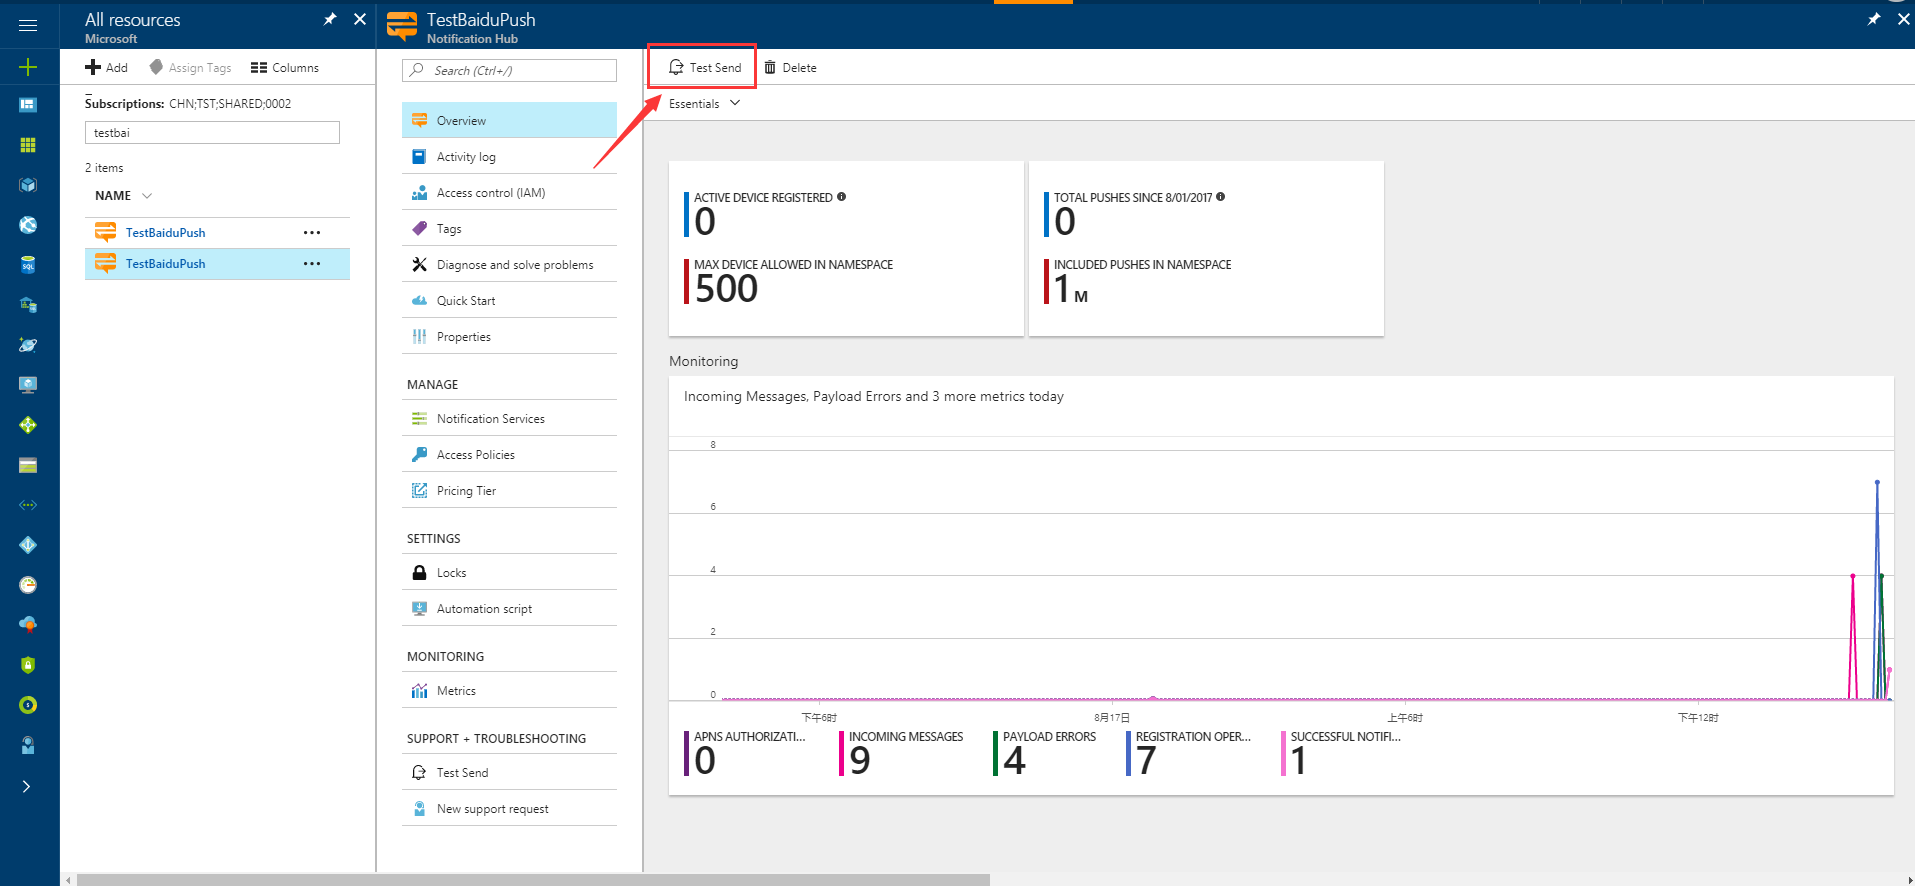 All resources
Microsoft
TestBaiduPush
Notification Hub
Add
Assign Tags
Columns
Subscriptions: CHN;TST;SHARED;0002
testbai
2 items
NAME
TestBaiduPush
TestBaiduPush
Search (Ctrl+/)
Overview
Activity log
Access control (IAM)
Tags
Diagnose and solve problems
Quick Start
Properties
MANAGE
Notification Services
Access Policies
Pricing Tier
SETTINGS
Locks
Automation script
MONITORING
Metrics
SUPPORT + TROUBLESHOOTING
Test Send
New support request
Test Send
Delete
Essentials
ACTIVE DEVICE REGISTERED
0
MAX DEVICE ALLOWED IN NAMESPACE
500
TOTAL PUSHES SINCE 8/01/2017
0
INCLUDED PUSHES IN NAMESPACE
1 M
Monitoring
Incoming Messages, Payload Errors and 3 more metrics today
8
6
4
2
0
下午6时
8月17日
上午6时
下午12时
APNS AUTHORIZATI...
0
INCOMING MESSAGES
9
PAYLOAD ERRORS
4
REGISTRATION OPER...
7
SUCCESSFUL NOTIFI...
1
SQL